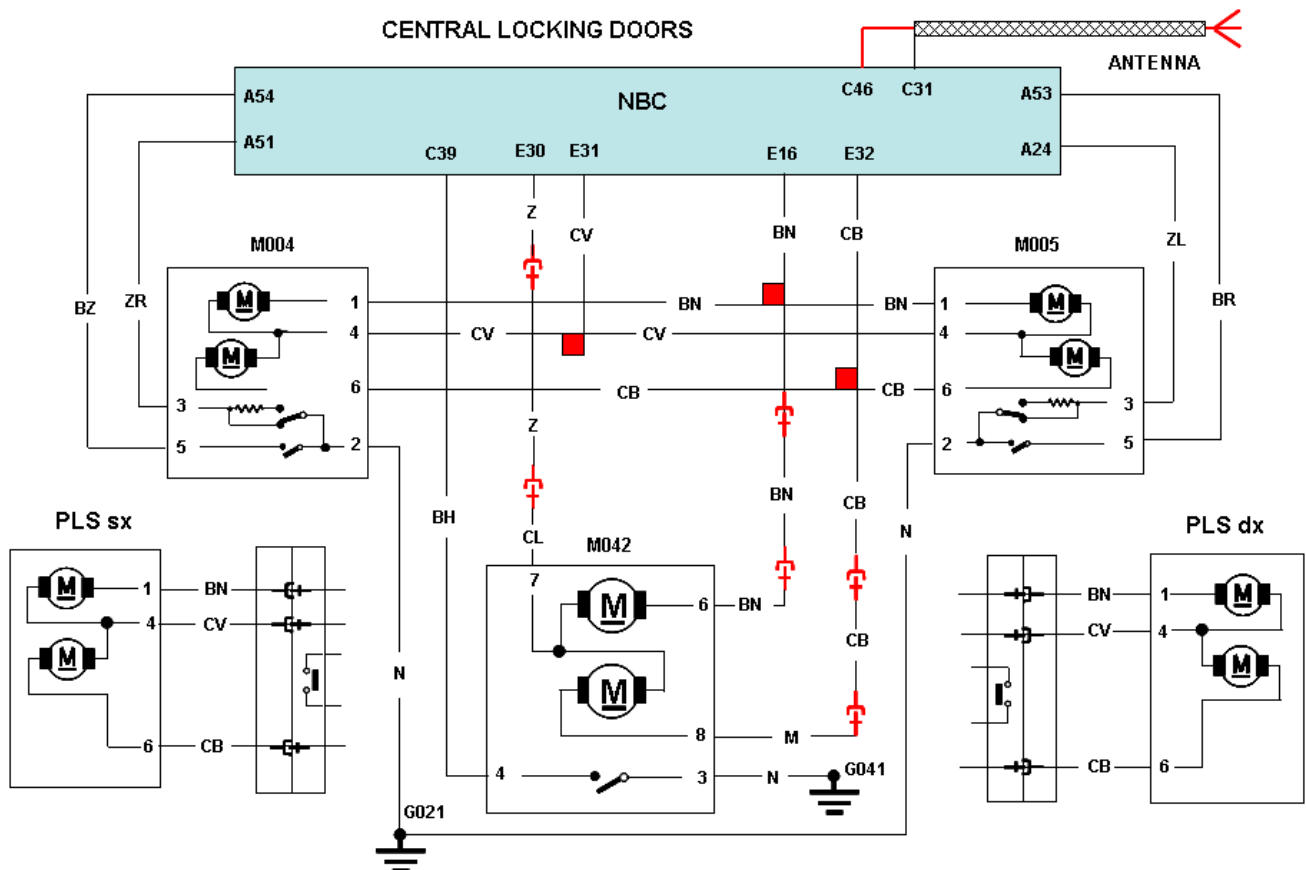 CENTRAL LOCKING DOORS
ANTENNA
A54 NBC C46 C31 A53
A51 C39 E30 E31 E16 E32 A24
Z CV BN CB
M004 M005 ZL
BZ ZR M 1 BN BN 1 M BR
M 4 CV CV 4 M
6 CB CB 6
3 Z 3
5 2 2 5
BN
PLS sx BH CB N PLS dx
CL M042
M 1 BN 7 M 6 BN BN 1 M
4 CV CV 4
M CB M
N M
8 M
6 CB CB 6
4 3 N G041
G021